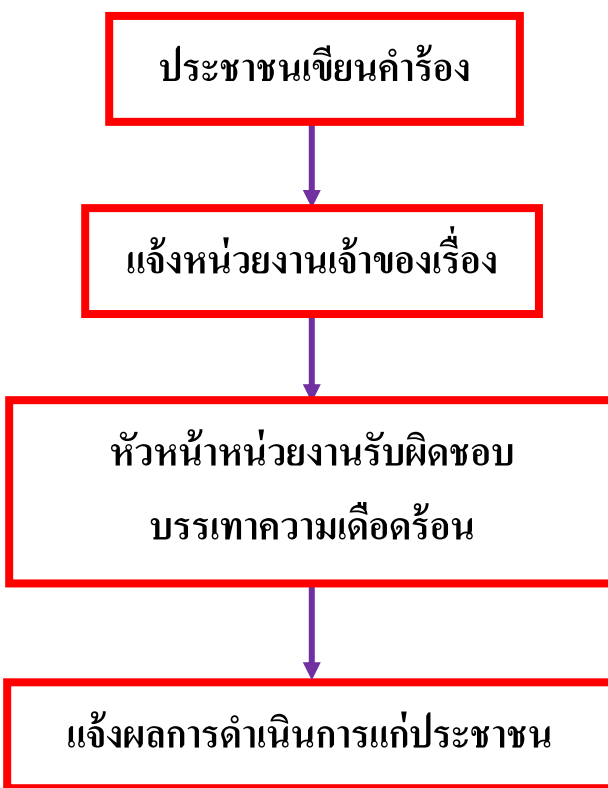 ประชาชนเขียนคำร้อง
แจ้งหน่วยงานเจ้าของเรื่อง
หัวหน้าหน่วยงานรับผิดชอบ
บรรเทาความเดือดร้อน
แจ้งผลการดำเนินการแก่ประชาชน